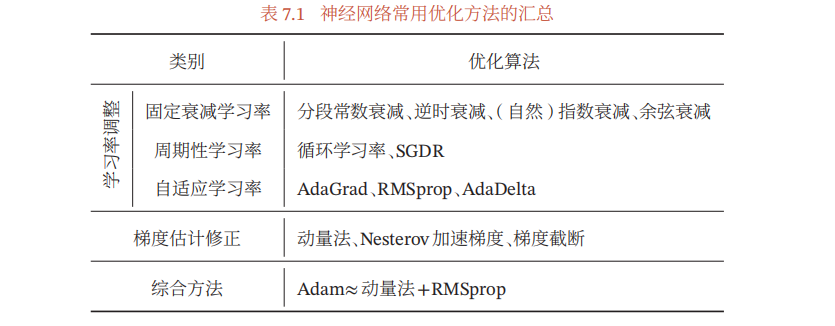 表 7.1 神经网络常用优化方法的汇总
类别 优化算法
学习率调整
固定衰减学习率 分段常数衰减、逆时衰减、(自然)指数衰减、余弦衰减
周期性学习率 循环学习率、SGDR
自适应学习率 AdaGrad、RMSprop、AdaDelta
梯度估计修正 动量法、Nesterov 加速梯度、梯度截断
综合方法 Adam≈动量法+RMSprop